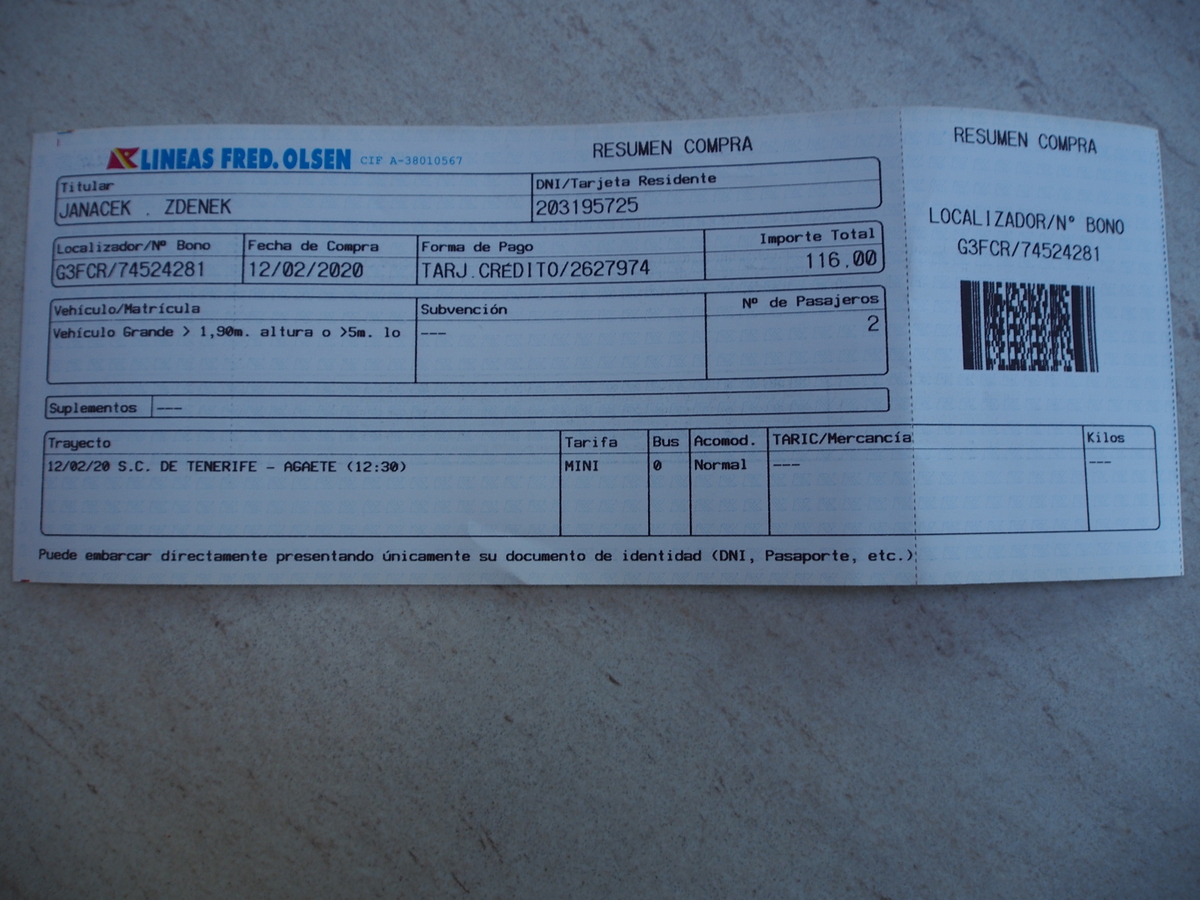 LINEAS FRED. OLSEN CIF A-38010567 RESUMEN COMPRA
Titular DNI/Tarjeta Residente
JANACEK . ZDENEK 203195725
Localizador/Nº Bono Fecha de Compra Forma de Pago Importe Total
G3FCR/74524281 12/02/2020 TARJ.CREDITO/2627974 116.00
Vehículo/Matrícula Subvención Nº de Pasajeros
Vehículo Grande > 1,90m. altura o >5m. lo --- 2
Suplementos ---
Trayecto Tarifa Bus Acomod. TARIC/Mercancía Kilos
12/02/20 S.C. DE TENERIFE - AGAETE (12:30) MINI 0 Normal --- ---
Puede embarcar directamente presentando únicamente su documento de identidad (DNI, Pasaporte, etc.)
RESUMEN COMPRA
LOCALIZADOR/Nº BONO
G3FCR/74524281